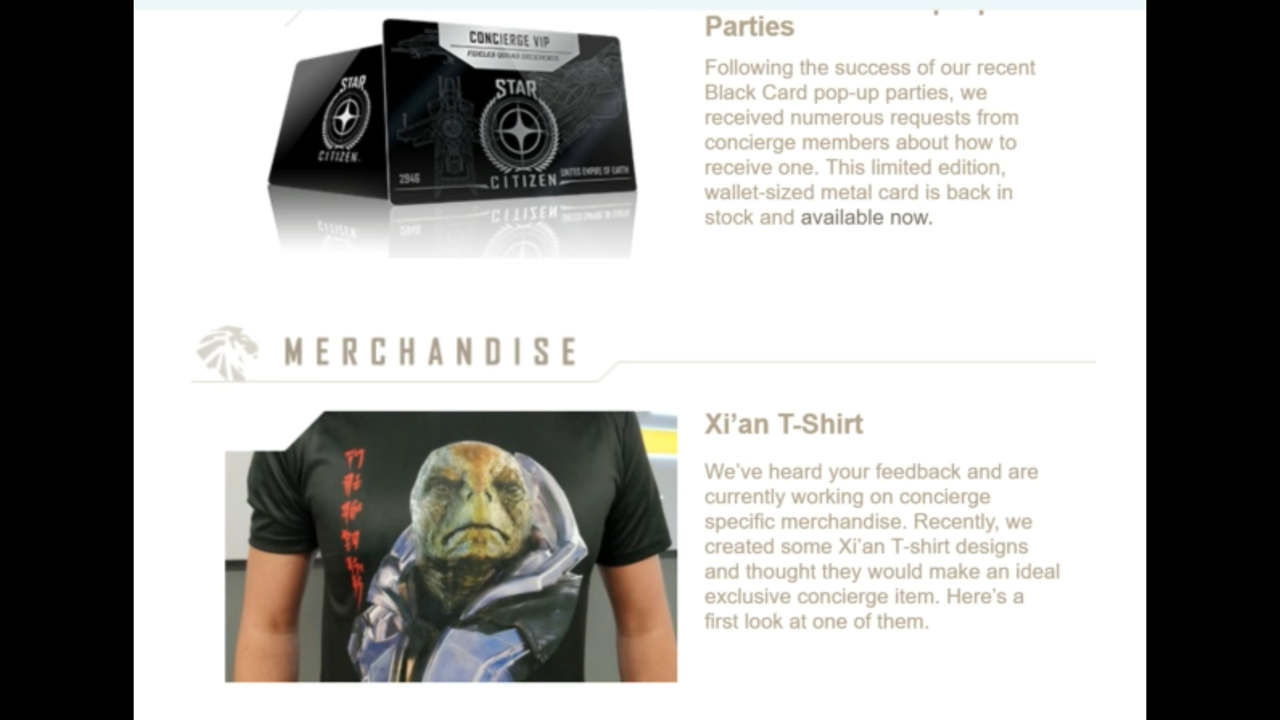 Parties
Following the success of our recent
Black Card pop-up parties, we
received numerous requests from
concierge members about how to
receive one. This limited edition,
wallet-sized metal card is back in
stock and available now.
CONCIERGE VIP
STAR
CITIZEN
2946
UNITED EMPIRE OF EARTH
STAR
CITIZEN
MERCHANDISE
Xi’an T-Shirt
We’ve heard your feedback and are
currently working on concierge
specific merchandise. Recently, we
created some Xi’an T-shirt designs
and thought they would make an ideal
exclusive concierge item. Here’s a
first look at one of them.